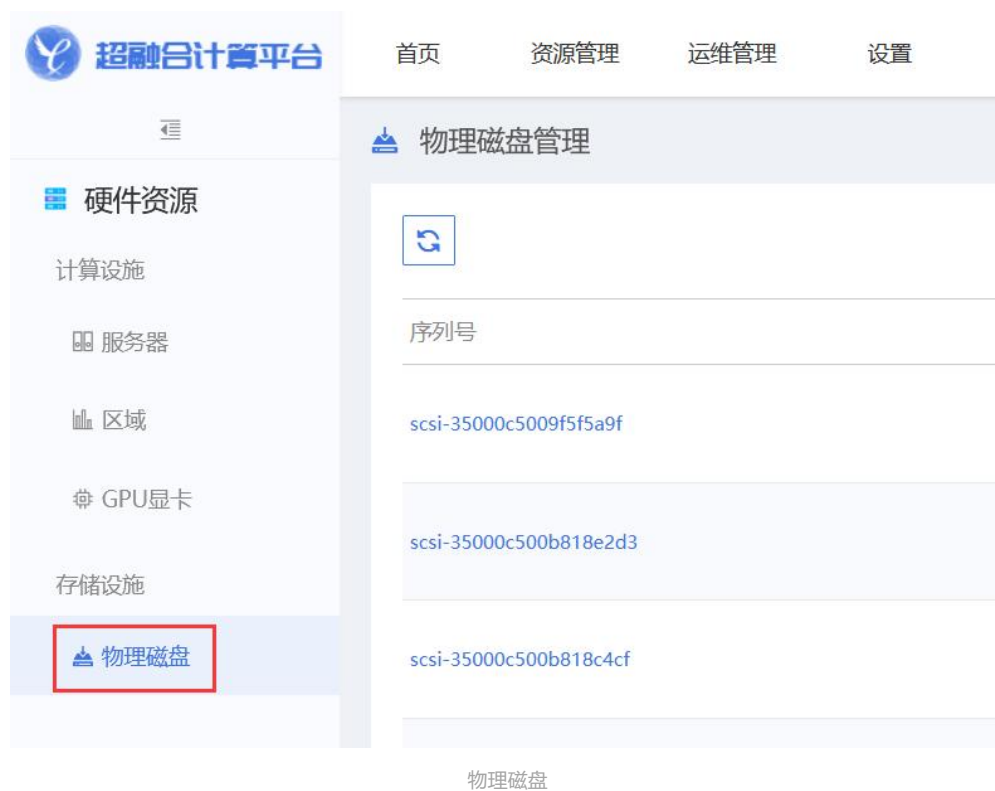 超融合计算平台
首页 资源管理 运维管理 设置
硬件资源
计算设施
服务器
区域
GPU显卡
存储设施
物理磁盘
物理磁盘管理
序列号
scsi-35000c5009f5f5a9f
scsi-35000c500b818e2d3
scsi-35000c500b818c4cf
物理磁盘